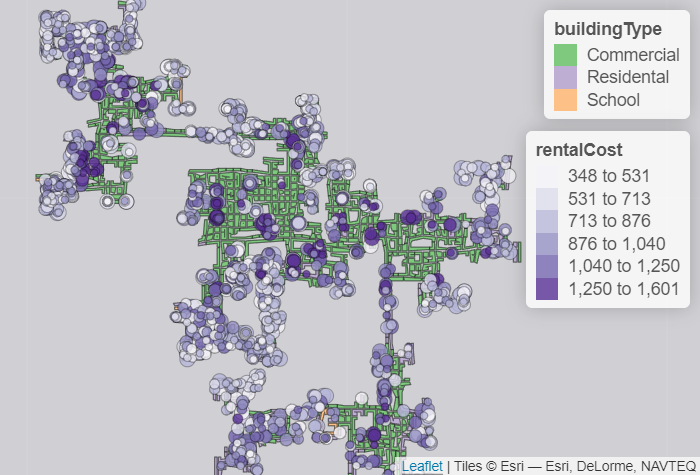 buildingType
Commercial
Residental
School
rentalCost
348 to 531
531 to 713
713 to 876
876 to 1,040
1,040 to 1,250
1,250 to 1,601
Leaflet | Tiles © Esri — Esri, DeLorme, NAVTEQ